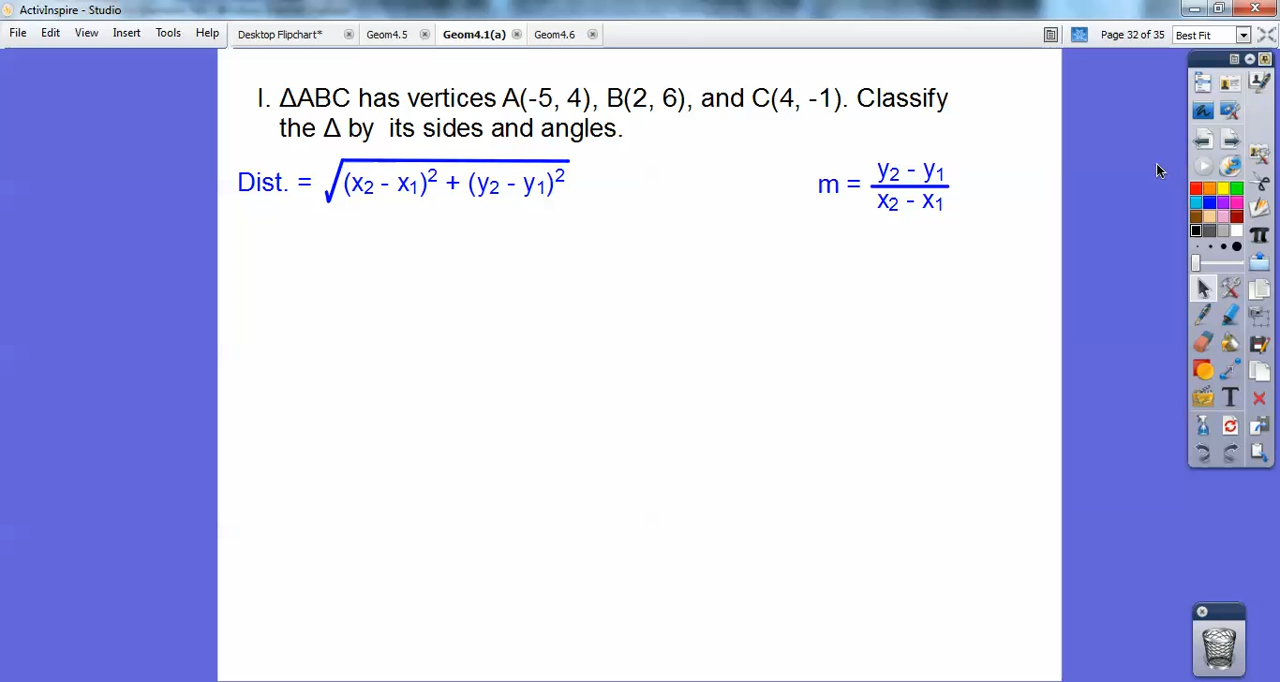 ActivInspire - Studio
File Edit View Insert Tools Help Desktop Flipchart* Geom4.5 Geom4.1(a) Geom4.6 Page 32 of 35 Best Fit
I. ΔABC has vertices A(-5, 4), B(2, 6), and C(4, -1). Classify
the Δ by its sides and angles.
Dist. = √(x₂ - x₁)² + (y₂ - y₁)²
m = y₂ - y₁
x₂ - x₁